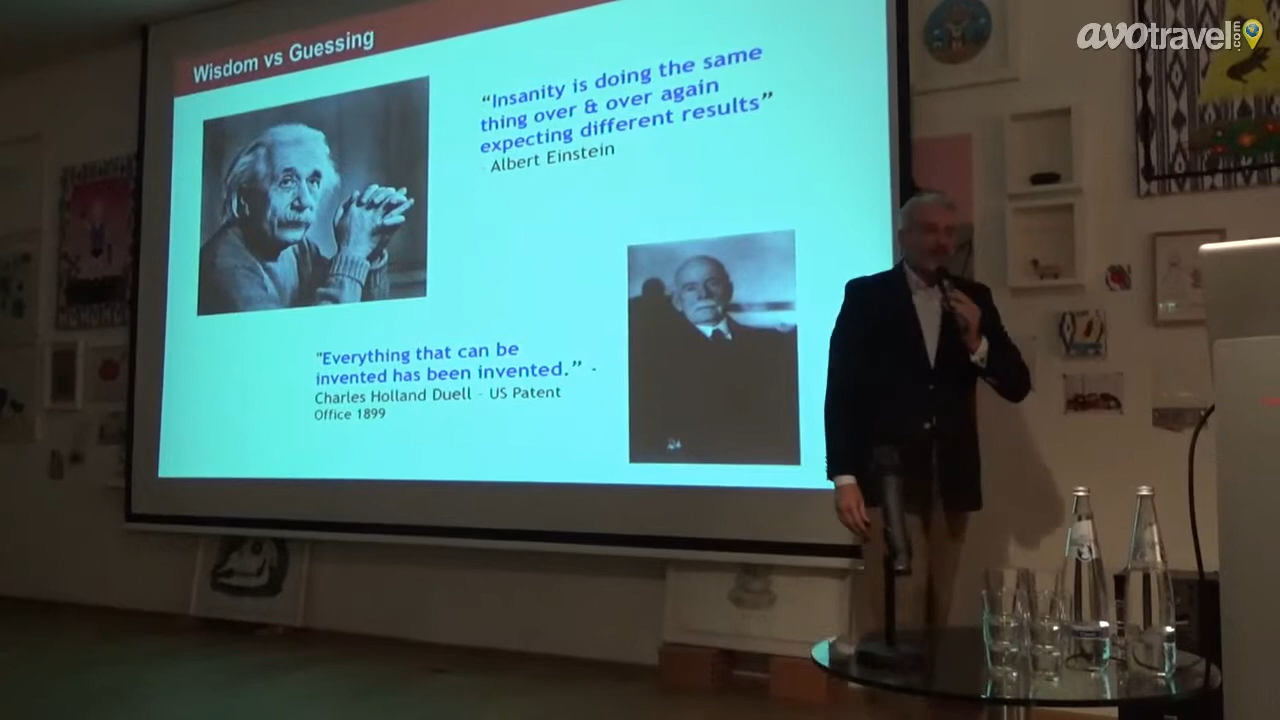 avotravel.com
Wisdom vs Guessing
“Insanity is doing the same
thing over & over again
expecting different results”
- Albert Einstein
"Everything that can be
invented has been invented.” -
Charles Holland Duell - US Patent
Office 1899